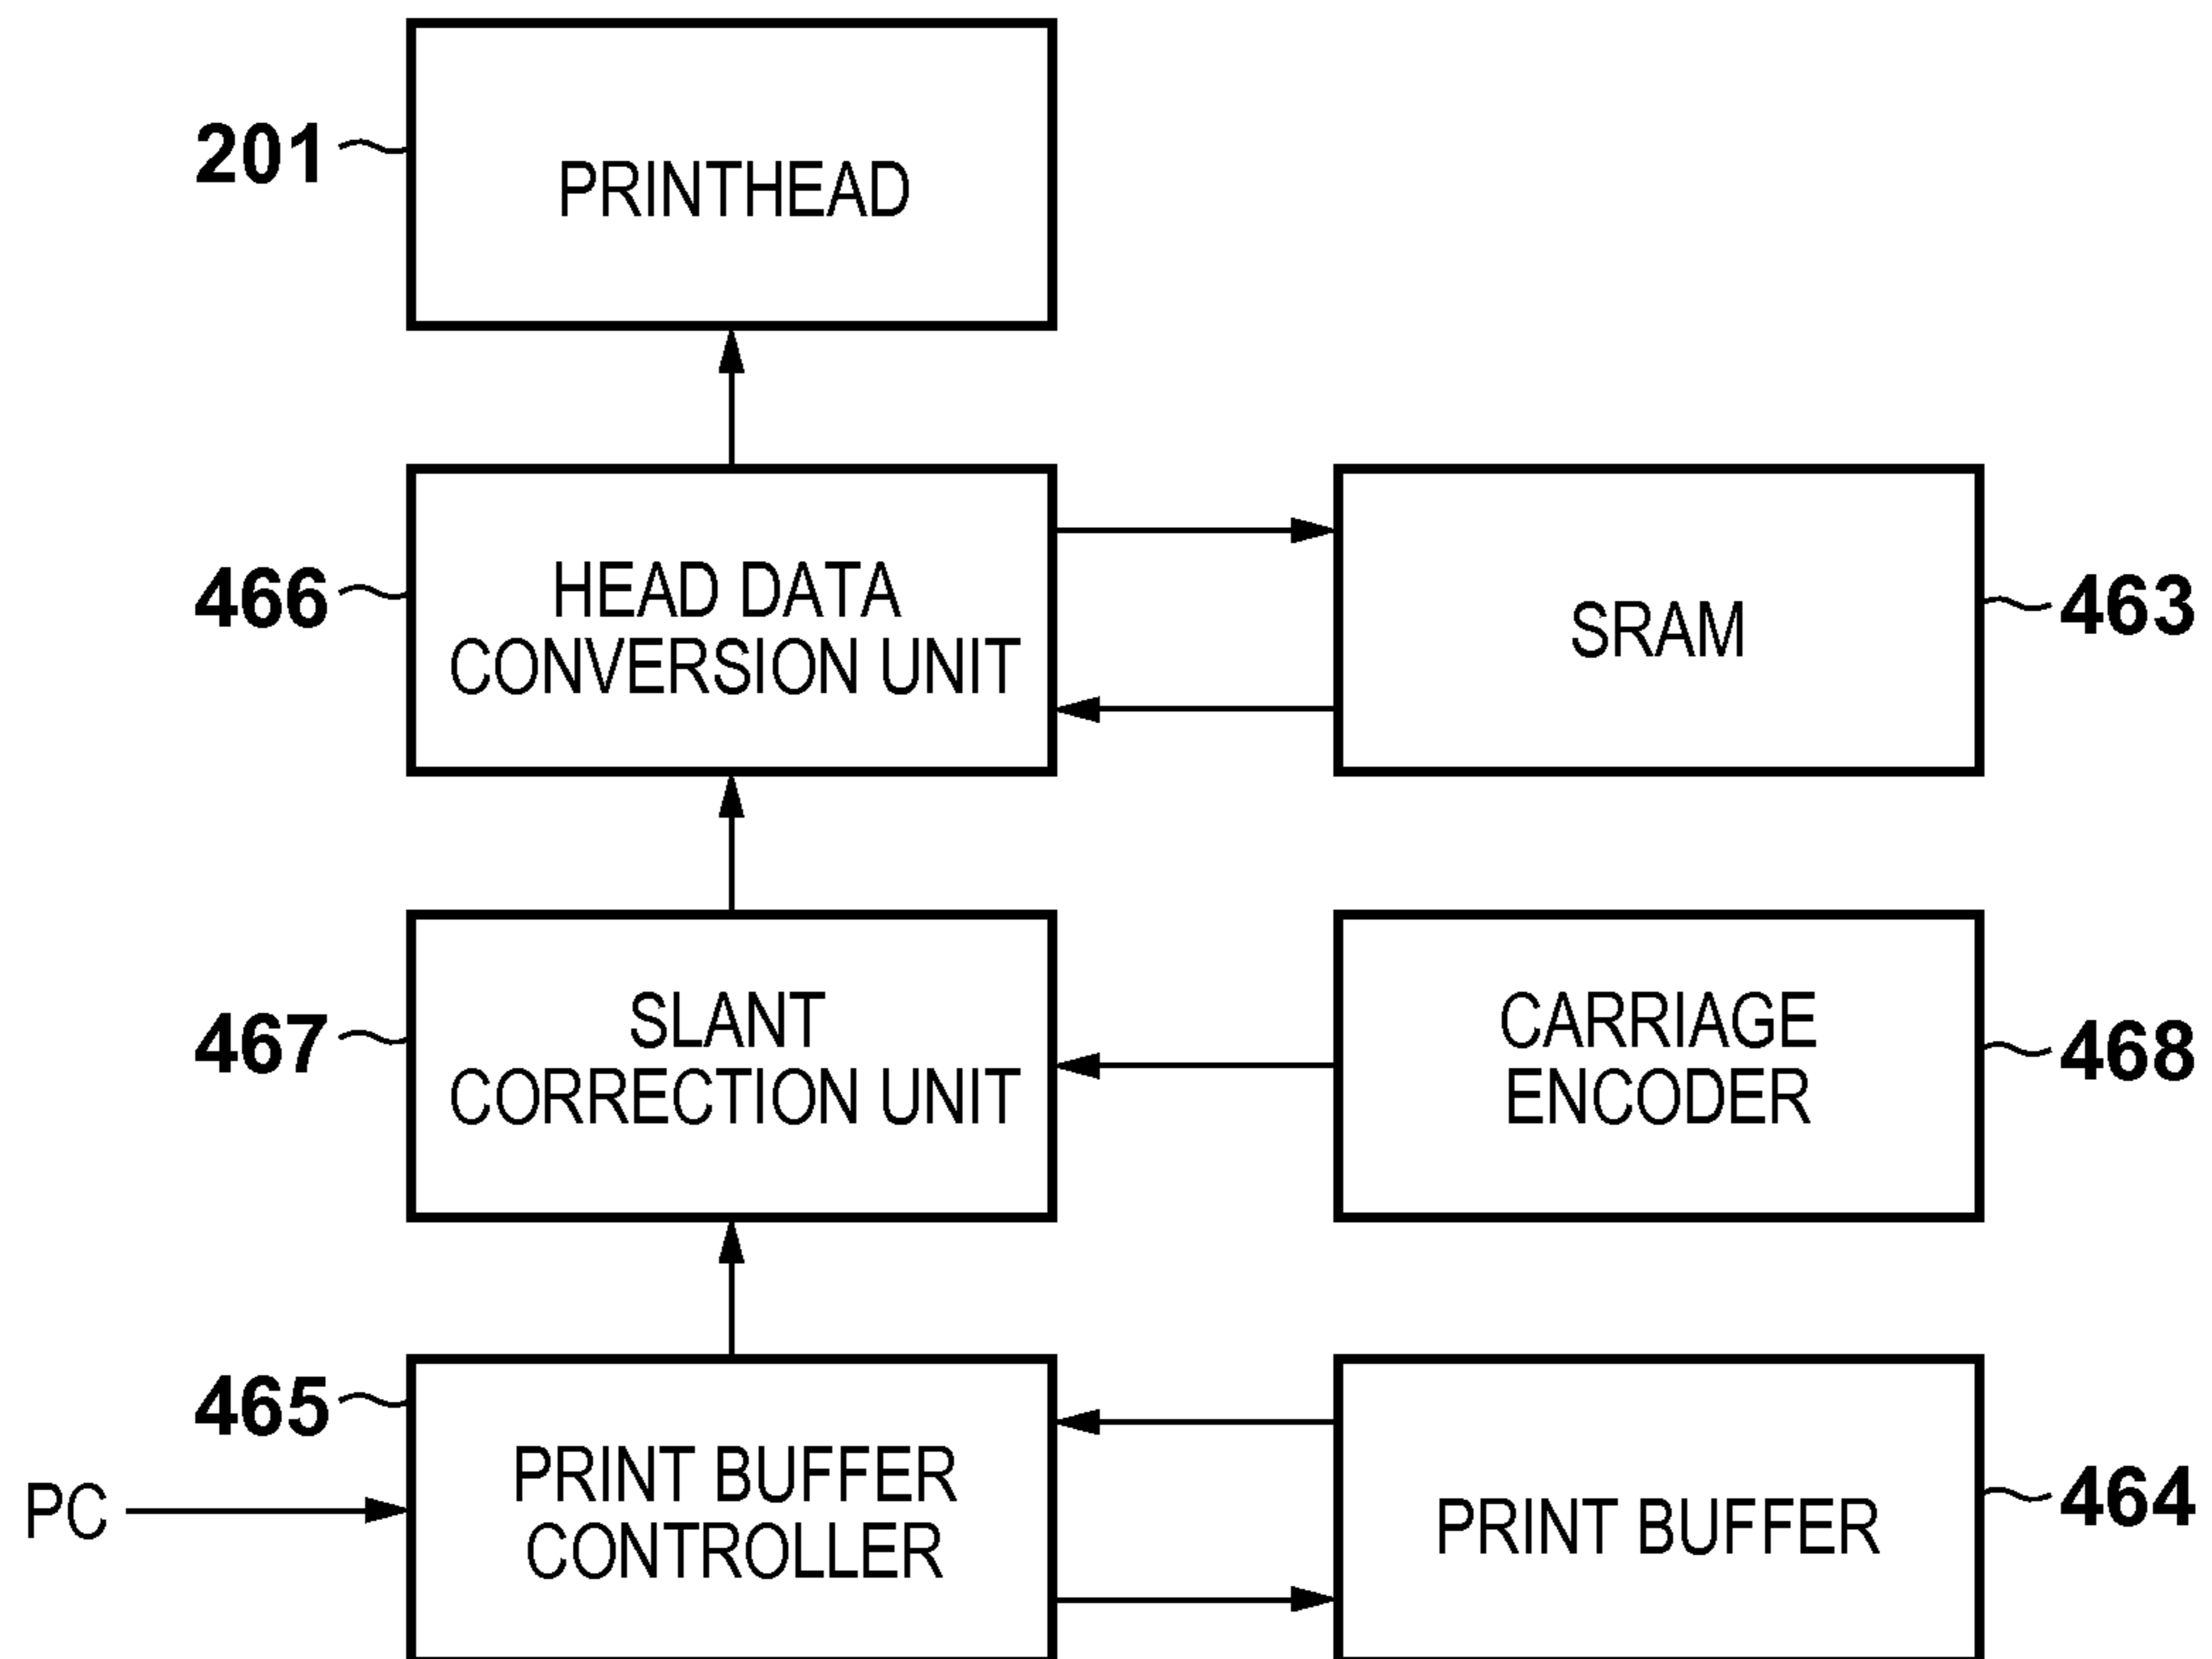 201
PRINTHEAD
466
HEAD DATA
CONVERSION UNIT
SRAM
463
467
SLANT
CORRECTION UNIT
CARRIAGE
ENCODER
468
465
PC
PRINT BUFFER
CONTROLLER
PRINT BUFFER
464